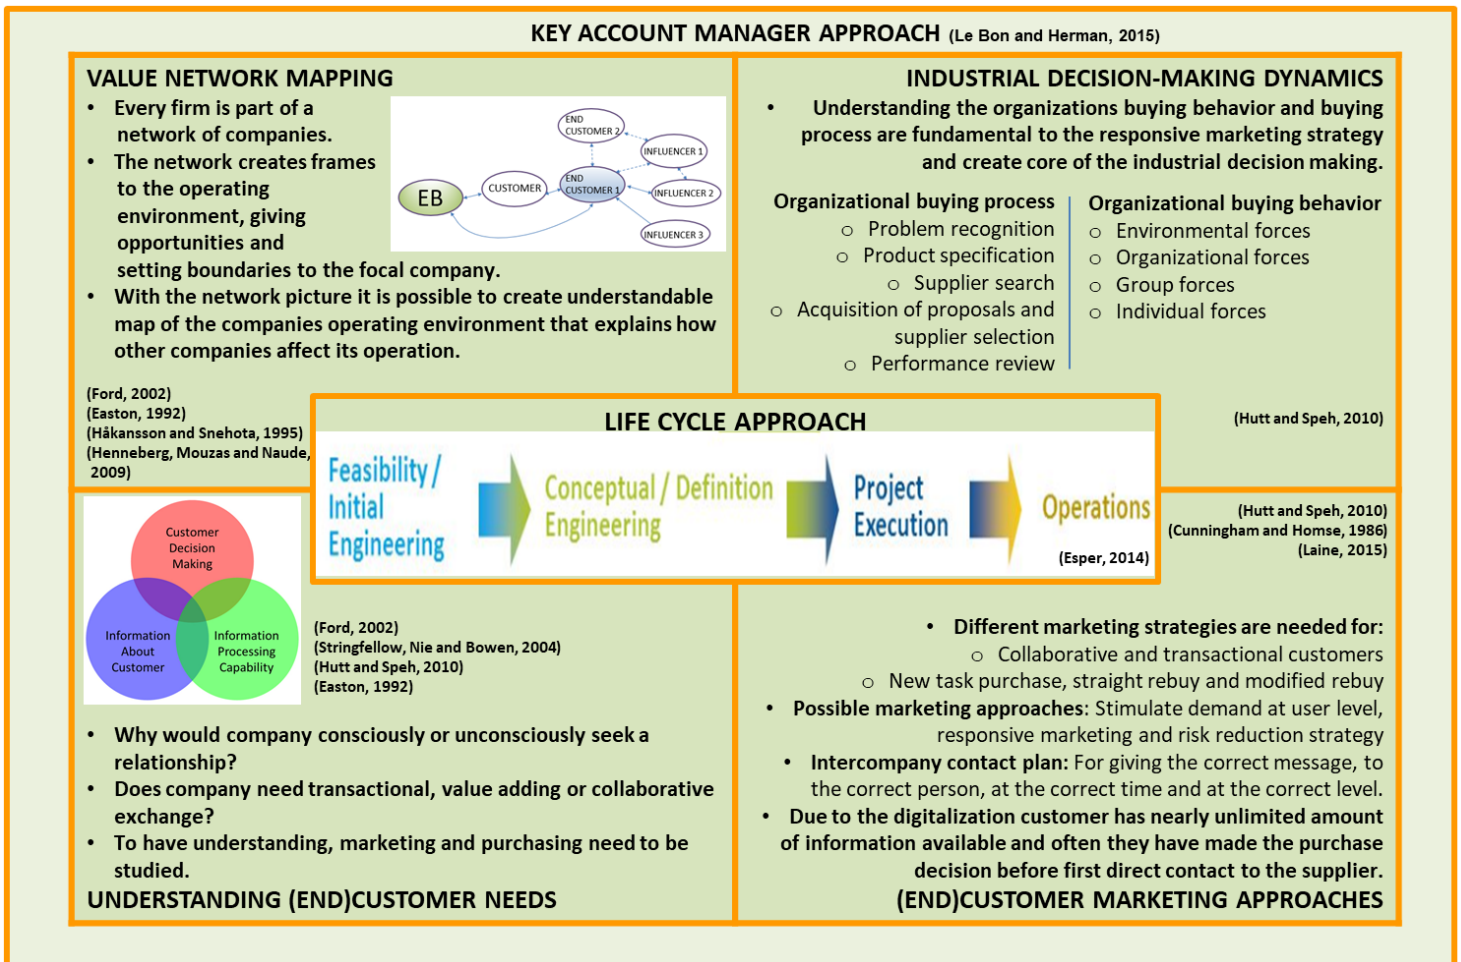 KEY ACCOUNT MANAGER APPROACH (Le Bon and Herman, 2015)
VALUE NETWORK MAPPING
• Every firm is part of a
network of companies.
• The network creates frames
to the operating
environment, giving
opportunities and
setting boundaries to the focal company.
• With the network picture it is possible to create understandable
map of the companies operating environment that explains how
other companies affect its operation.
(Ford, 2002)
(Easton, 1992)
(Håkansson and Snehota, 1995)
(Henneberg, Mouzas and Naude,
2009)
EB
CUSTOMER
END
CUSTOMER 1
END
CUSTOMER 2
INFLUENCER 1
INFLUENCER 2
INFLUENCER 3
INDUSTRIAL DECISION-MAKING DYNAMICS
• Understanding the organizations buying behavior and buying
process are fundamental to the responsive marketing strategy
and create core of the industrial decision making.
Organizational buying process
o Problem recognition
o Product specification
o Supplier search
o Acquisition of proposals and
supplier selection
o Performance review
Organizational buying behavior
o Environmental forces
o Organizational forces
o Group forces
o Individual forces
(Hutt and Speh, 2010)
LIFE CYCLE APPROACH
Feasibility /
Initial
Engineering
Conceptual / Definition
Engineering
Project
Execution
Operations
(Esper, 2014)
Customer
Decision
Making
Information
About
Customer
Information
Processing
Capability
(Ford, 2002)
(Stringfellow, Nie and Bowen, 2004)
(Hutt and Speh, 2010)
(Easton, 1992)
• Why would company consciously or unconsciously seek a
relationship?
• Does company need transactional, value adding or collaborative
exchange?
• To have understanding, marketing and purchasing need to be
studied.
UNDERSTANDING (END)CUSTOMER NEEDS
(Hutt and Speh, 2010)
(Cunningham and Homse, 1986)
(Laine, 2015)
• Different marketing strategies are needed for:
o Collaborative and transactional customers
o New task purchase, straight rebuy and modified rebuy
• Possible marketing approaches: Stimulate demand at user level,
responsive marketing and risk reduction strategy
• Intercompany contact plan: For giving the correct message, to
the correct person, at the correct time and at the correct level.
• Due to the digitalization customer has nearly unlimited amount
of information available and often they have made the purchase
decision before first direct contact to the supplier.
(END)CUSTOMER MARKETING APPROACHES